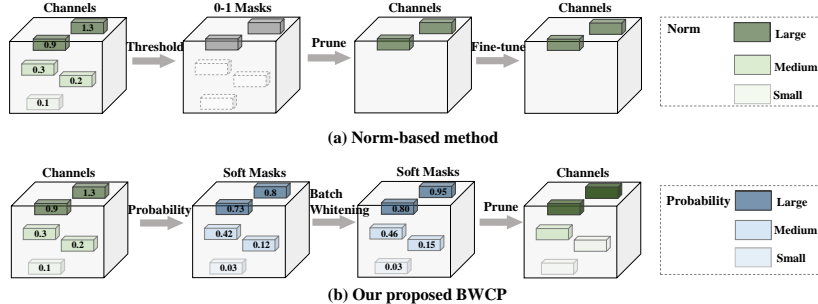 Channels
0-1 Masks
Channels
Channels
1.3
0.9
0.3
0.2
0.1
Threshold
Prune
Fine-tune
Norm
Large
Medium
Small
(a) Norm-based method
Channels
Soft Masks
Soft Masks
Channels
1.3
0.9
0.3
0.2
0.1
Probability
0.8
0.73
0.42
0.12
0.03
Batch
Whitening
0.95
0.80
0.46
0.15
0.03
Prune
Probability
Large
Medium
Small
(b) Our proposed BWCP